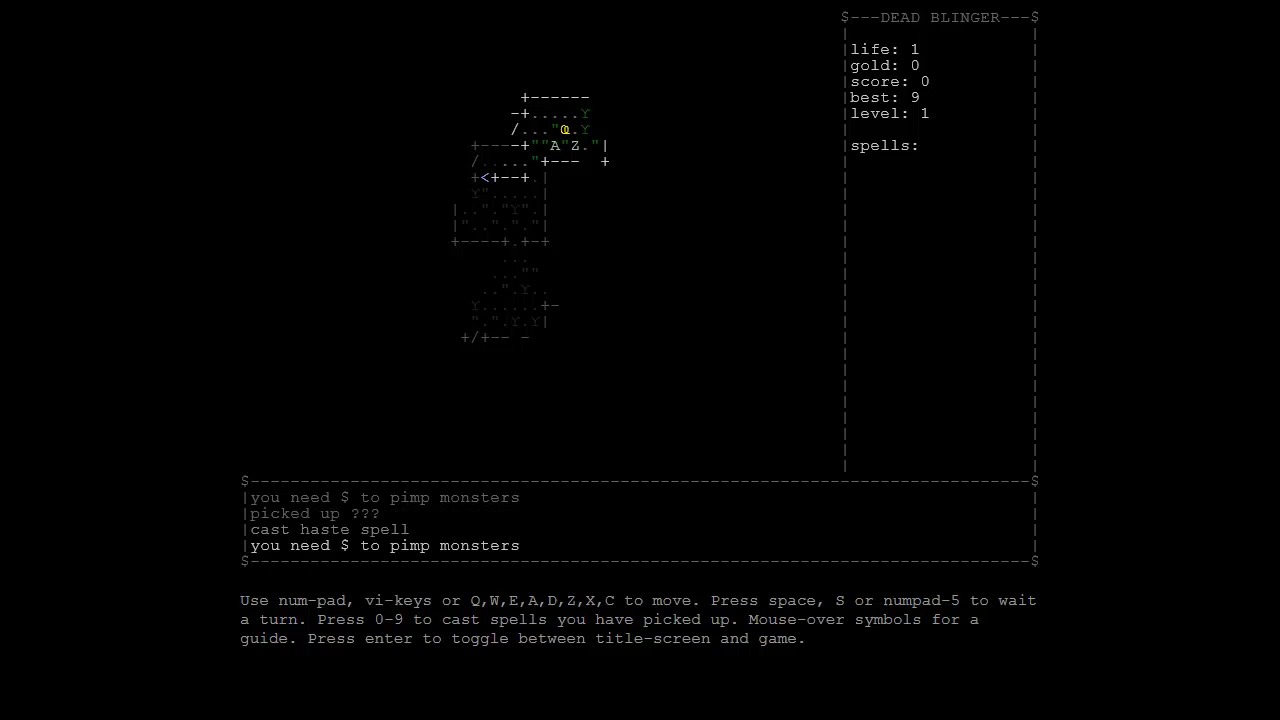 $---DEAD BLINGER---$
life: 1
gold: 0
score: 0
best: 9
level: 1
spells:
+------
-+.....Y
/..."@.Y
+-----+""AZ."|
/....."+--- +
+<+--+.|
Y".....|
|.."."Y".|
|".."."."|
+----+.+-+
...
...""
..".Y..
Y......+-
".".Y.Y|
+/+-- -
you need $ to pimp monsters
picked up ???
cast haste spell
you need $ to pimp monsters
Use num-pad, vi-keys or Q,W,E,A,D,Z,X,C to move. Press space, S or numpad-5 to wait
a turn. Press 0-9 to cast spells you have picked up. Mouse-over symbols for a
guide. Press enter to toggle between title-screen and game.